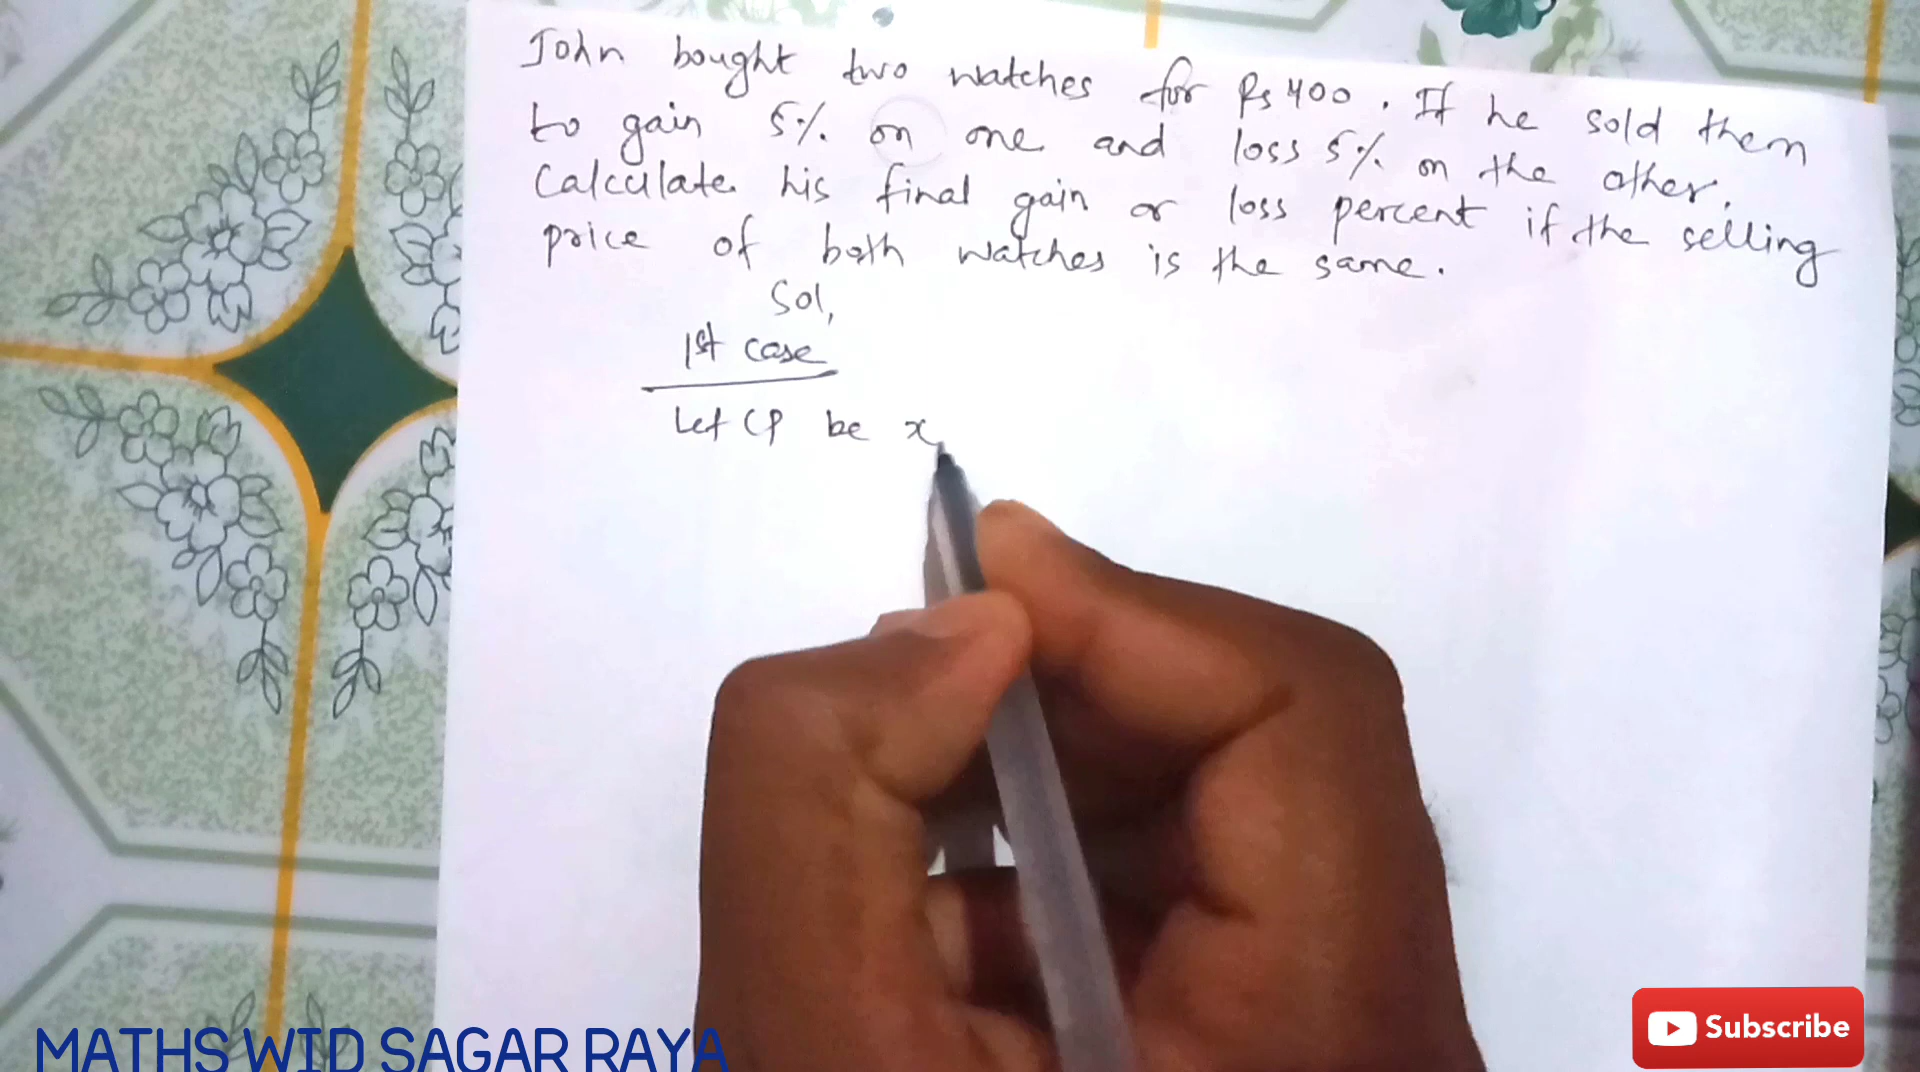 John bought two watches for Rs 400. If he sold them
to gain 5% on one and loss 5% on the other.
Calculate his final gain or loss percent if the selling
price of both watches is the same.
Sol,
1st case
Let CP be x
MATHS WID SAGAR RAYA
Subscribe